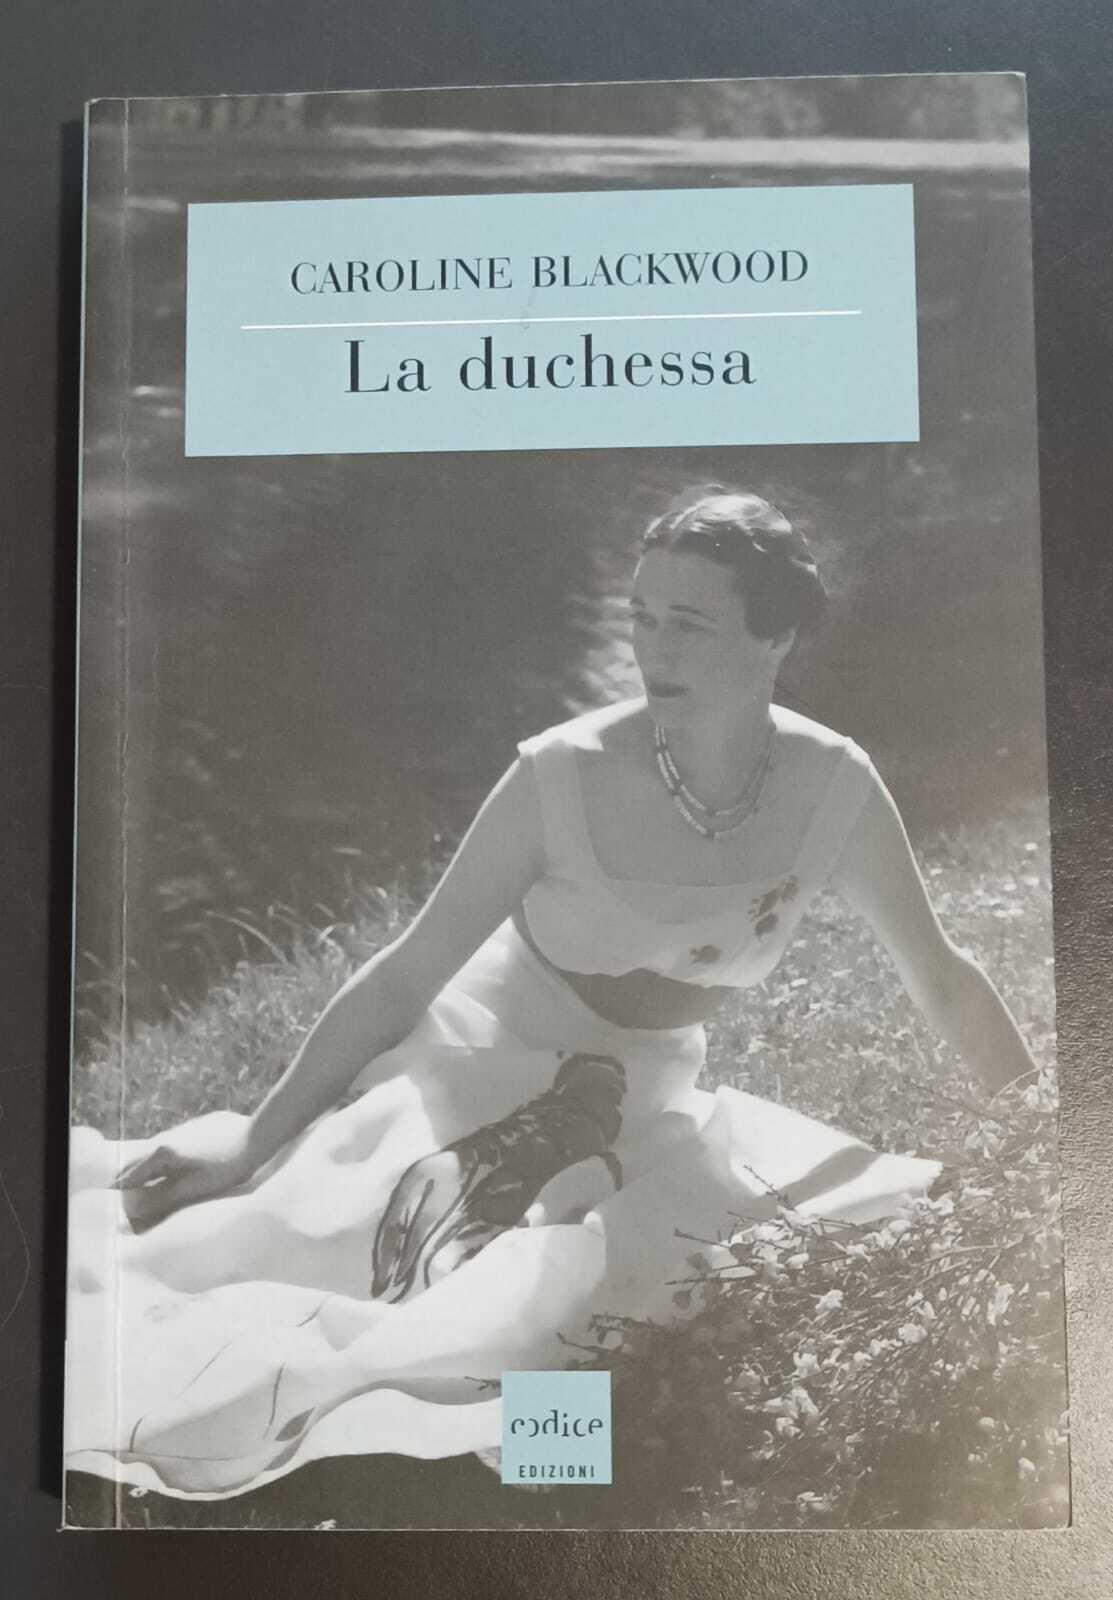 CAROLINE BLACKWOOD
La duchessa
codice
EDIZIONI